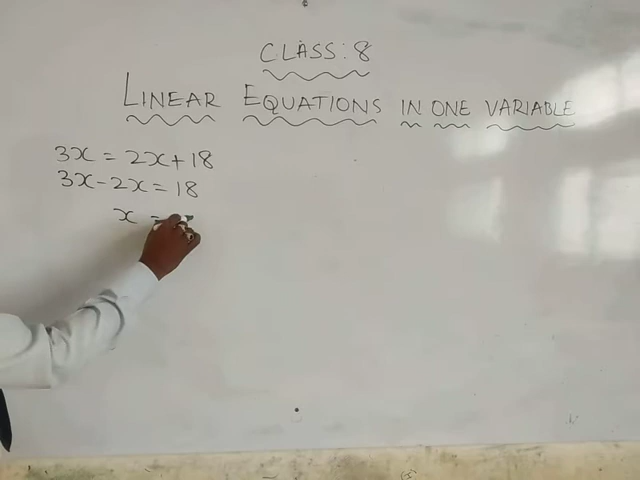 CLASS: 8
LINEAR EQUATIONS IN ONE VARIABLE
3x = 2x + 18
3x - 2x = 18
x =